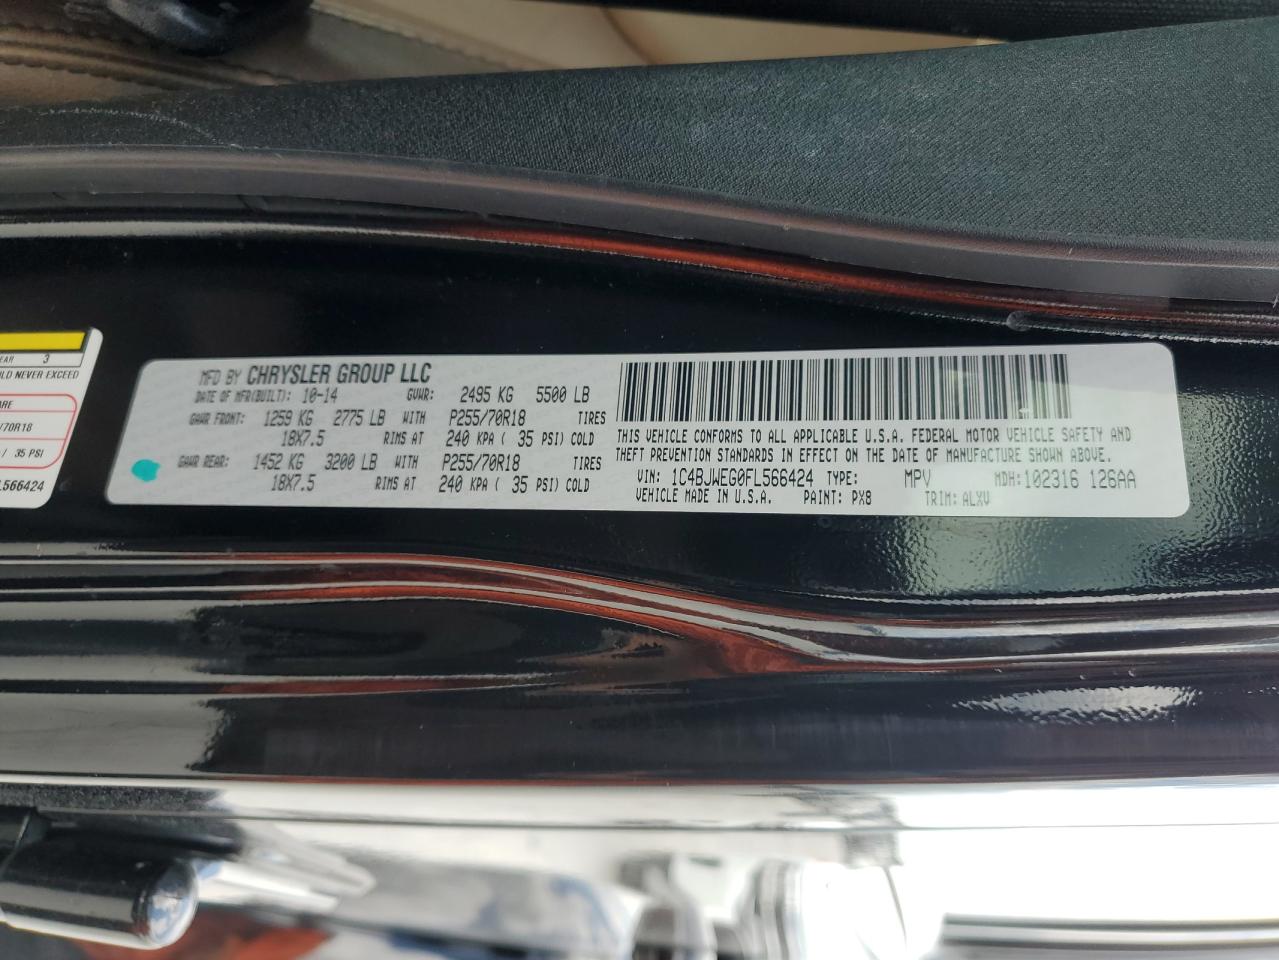 EAR 3
LD NEVER EXCEED
RE
/70R18
/ 35 PSI
L566424
MFD BY CHRYSLER GROUP LLC
DATE OF MFR(BUILT): 10-14 GVWR: 2495 KG 5500 LB
GAWR FRONT: 1259 KG 2775 LB WITH P255/70R18 TIRES
18X7.5 RIMS AT 240 KPA ( 35 PSI) COLD
GAWR REAR: 1452 KG 3200 LB WITH P255/70R18 TIRES
18X7.5 RIMS AT 240 KPA ( 35 PSI) COLD
THIS VEHICLE CONFORMS TO ALL APPLICABLE U.S.A. FEDERAL MOTOR VEHICLE SAFETY AND
THEFT PREVENTION STANDARDS IN EFFECT ON THE DATE OF MANUFACTURE SHOWN ABOVE.
VIN: 1C4BJWEG0FL566424 TYPE: MPV MDH: 102316 126AA
VEHICLE MADE IN U.S.A. PAINT: PX8 TRIM: ALXV